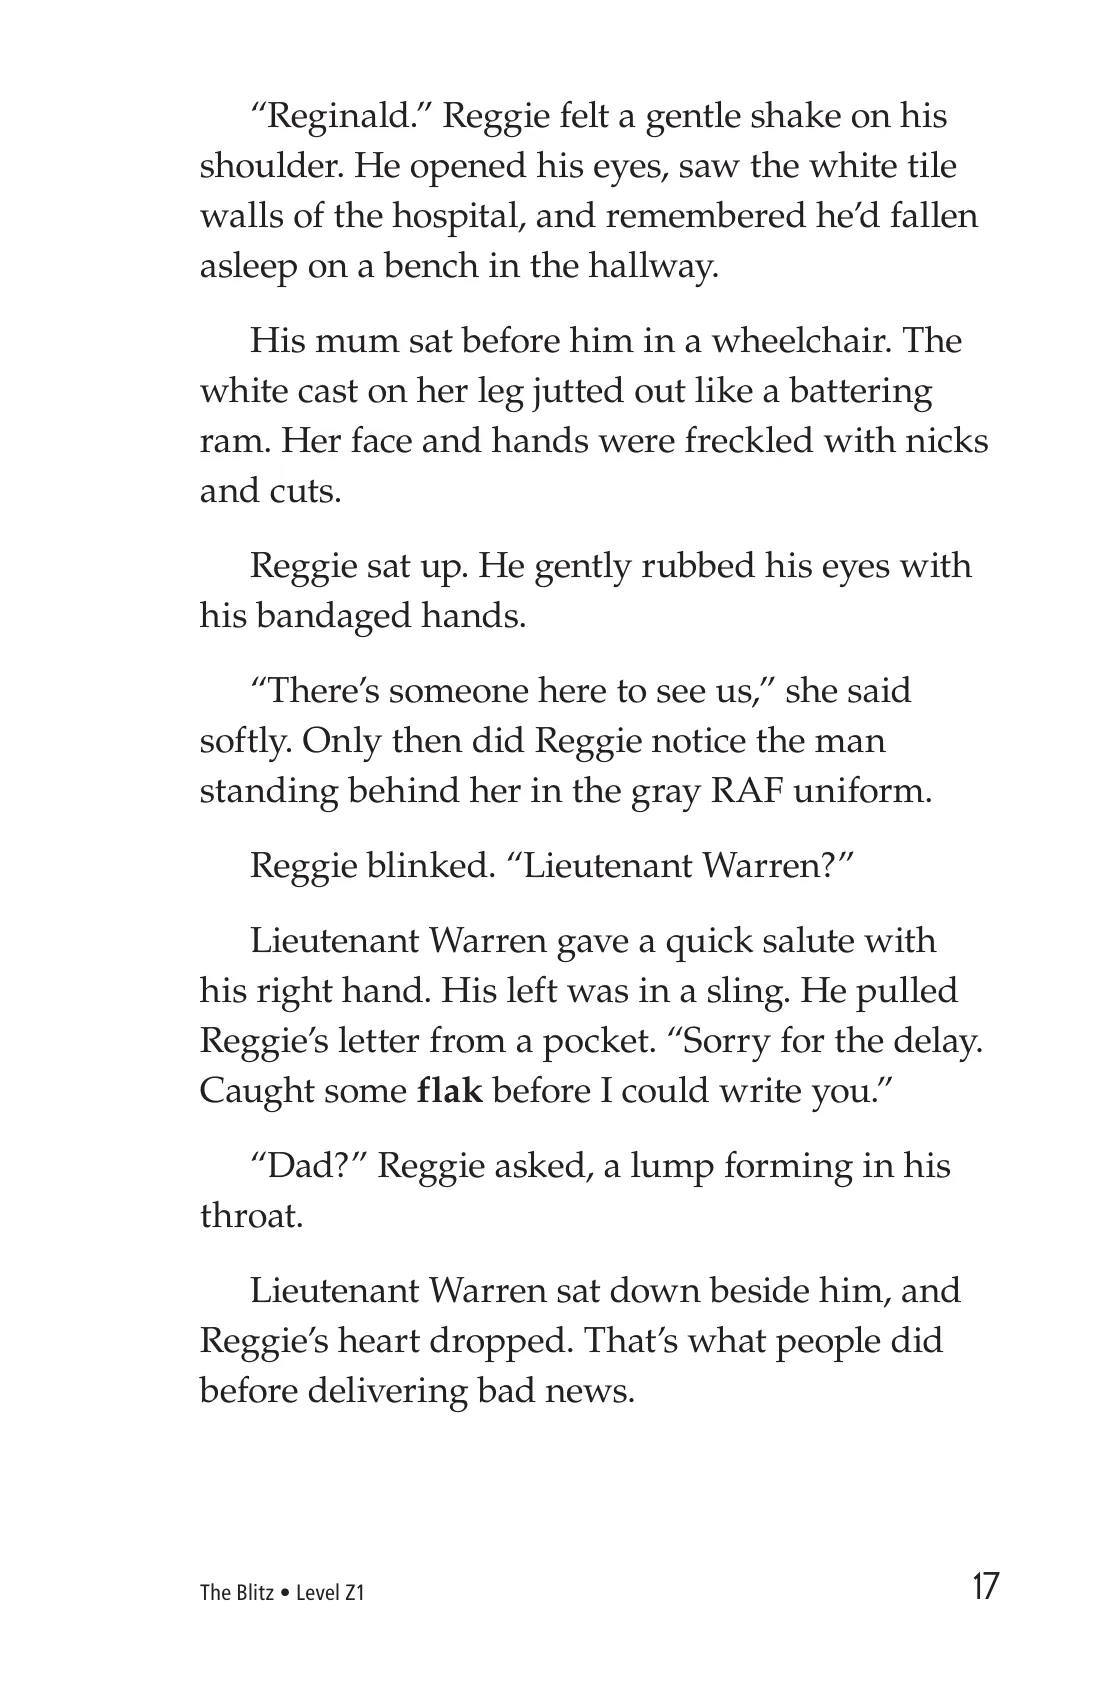 “Reginald.” Reggie felt a gentle shake on his
shoulder. He opened his eyes, saw the white tile
walls of the hospital, and remembered he’d fallen
asleep on a bench in the hallway.
His mum sat before him in a wheelchair. The
white cast on her leg jutted out like a battering
ram. Her face and hands were freckled with nicks
and cuts.
Reggie sat up. He gently rubbed his eyes with
his bandaged hands.
“There’s someone here to see us,” she said
softly. Only then did Reggie notice the man
standing behind her in the gray RAF uniform.
Reggie blinked. “Lieutenant Warren?”
Lieutenant Warren gave a quick salute with
his right hand. His left was in a sling. He pulled
Reggie’s letter from a pocket. “Sorry for the delay.
Caught some flak before I could write you.”
“Dad?” Reggie asked, a lump forming in his
throat.
Lieutenant Warren sat down beside him, and
Reggie’s heart dropped. That’s what people did
before delivering bad news.
The Blitz • Level Z1
17